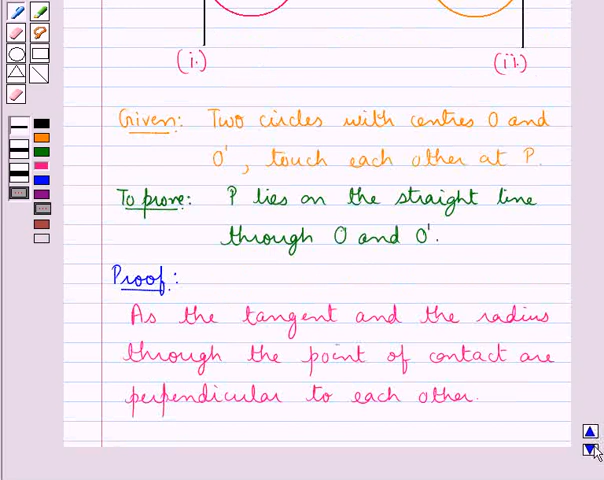 (i.) (ii.)
Given: Two circles with centres O and
O', touch each other at P.
To prove: P lies on the straight line
through O and O'.
Proof:
As the tangent and the radius
through the point of contact are
perpendicular to each other.